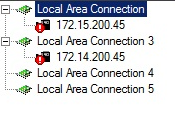 Local Area Connection
172.15.200.45
Local Area Connection 3
172.14.200.45
Local Area Connection 4
Local Area Connection 5